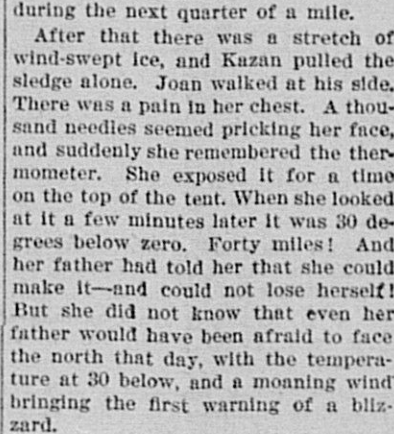 during the next quarter of a mile.
After that there was a stretch of
wind-swept ice, and Kazan pulled the
sledge alone. Joan walked at his side.
There was a pain in her chest. A thou-
sand needles seemed pricking her face,
and suddenly she remembered the ther-
mometer. She exposed it for a time
on the top of the tent. When she looked
at it a few minutes later it was 30 de-
grees below zero. Forty miles! And
her father had told her that she could
make it—and could not lose herself!
But she did not know that even her
father would have been afraid to face
the north that day, with the tempera-
ture at 30 below, and a moaning wind
bringing the first warning of a bliz-
zard.